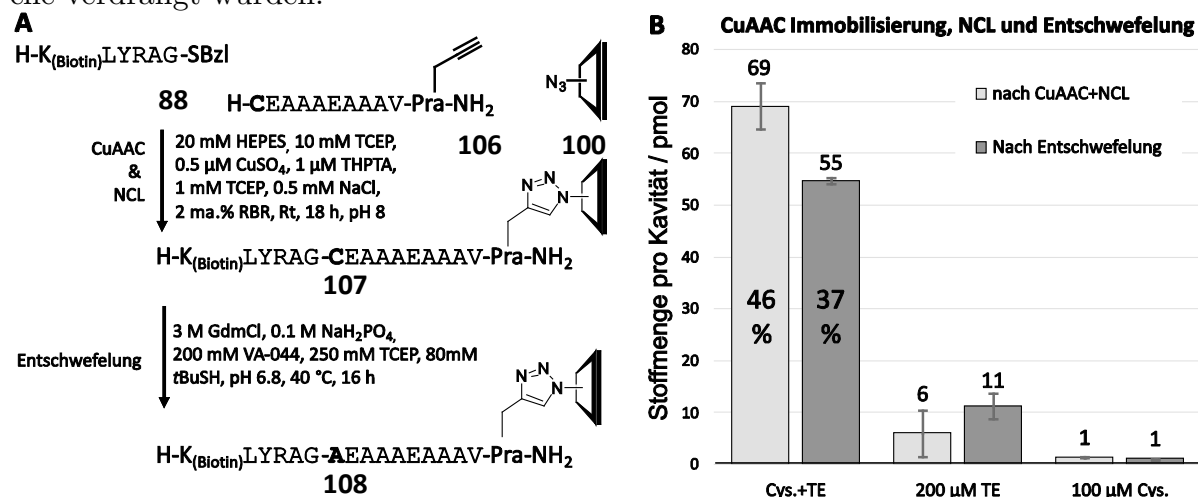 che verdrängt wurden.
A
H-K(Biotin)LYRAG-SBzl
88
H-CEAAAEAAAV-Pra-NH2
N3
106
100
CuAAC
&
NCL
20 mM HEPES, 10 mM TCEP,
0.5 µM CuSO4, 1 µM THPTA,
1 mM TCEP, 0.5 mM NaCl,
2 ma.% RBR, Rt, 18 h, pH 8
N N
N
H-K(Biotin)LYRAG-CEAAAEAAAV-Pra-NH2
107
Entschwefelung
3 M GdmCl, 0.1 M NaH2PO4,
200 mM VA-044, 250 mM TCEP, 80mM
tBuSH, pH 6.8, 40 °C, 16 h
N N
N
H-K(Biotin)LYRAG-AEAAAEAAAV-Pra-NH2
108
B
CuAAC Immobilisierung, NCL und Entschwefelung
Stoffmenge pro Kavität / pmol
80
70
60
50
40
30
20
10
0
nach CuAAC+NCL
Nach Entschwefelung
69
55
46
%
37
%
6
11
1
1
Cys.+TE
200 µM TE
100 µM Cys.